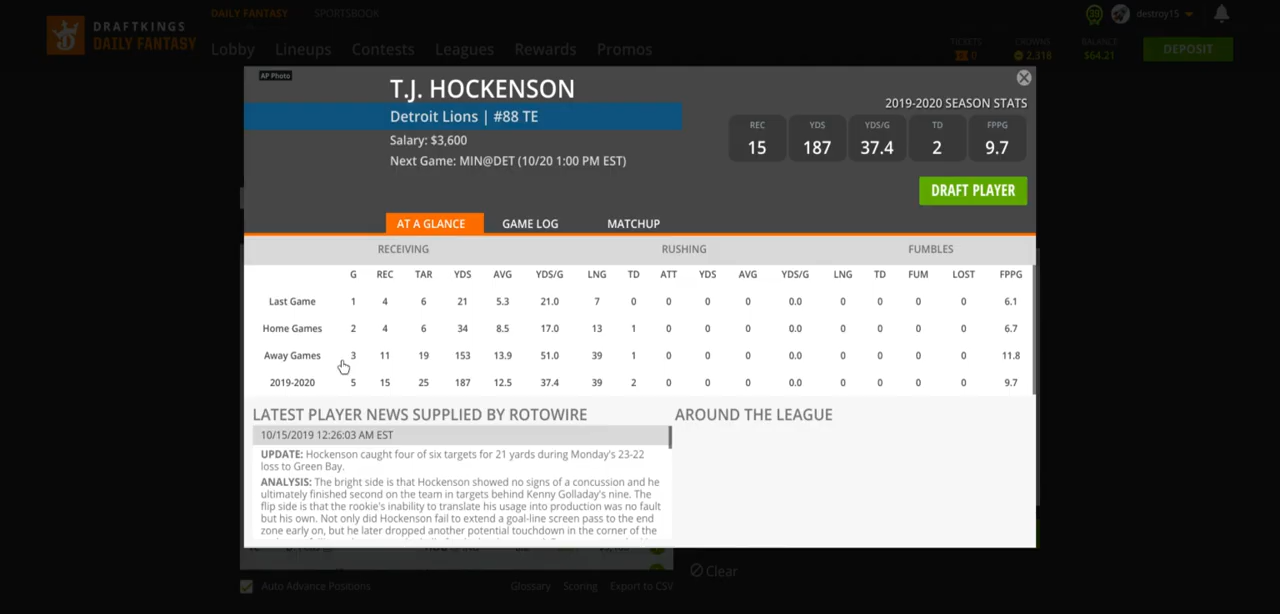 DRAFTKINGS
DAILY FANTASY
DAILY FANTASY SPORTSBOOK
Lobby Lineups Contests Leagues Rewards Promos
39 destroy15
TICKETS CROWNS BALANCE
0 2,318 $64.21
DEPOSIT
AP Photo
T.J. HOCKENSON
Detroit Lions | #88 TE
Salary: $3,600
Next Game: MIN@DET (10/20 1:00 PM EST)
2019-2020 SEASON STATS
REC YDS YDS/G TD FPPG
15 187 37.4 2 9.7
DRAFT PLAYER
AT A GLANCE GAME LOG MATCHUP
RECEIVING RUSHING FUMBLES
G REC TAR YDS AVG YDS/G LNG TD ATT YDS AVG YDS/G LNG TD FUM LOST FPPG
Last Game 1 4 6 21 5.3 21.0 7 0 0 0 0 0.0 0 0 0 0 6.1
Home Games 2 4 6 34 8.5 17.0 13 1 0 0 0 0.0 0 0 0 0 6.7
Away Games 3 11 19 153 13.9 51.0 39 1 0 0 0 0.0 0 0 0 0 11.8
2019-2020 5 15 25 187 12.5 37.4 39 2 0 0 0 0.0 0 0 0 0 9.7
LATEST PLAYER NEWS SUPPLIED BY ROTOWIRE
10/15/2019 12:26:03 AM EST
UPDATE: Hockenson caught four of six targets for 21 yards during Monday's 23-22
loss to Green Bay.
ANALYSIS: The bright side is that Hockenson showed no signs of a concussion and he
ultimately finished second on the team in targets behind Kenny Golladay's nine. The
flip side is that the rookie's inability to translate his usage into production was no fault
but his own. Not only did Hockenson fail to extend a goal-line screen pass to the end
zone early on, but he later dropped another potential touchdown in the corner of the
AROUND THE LEAGUE
Clear
Auto Advance Positions
Glossary Scoring Export to CSV